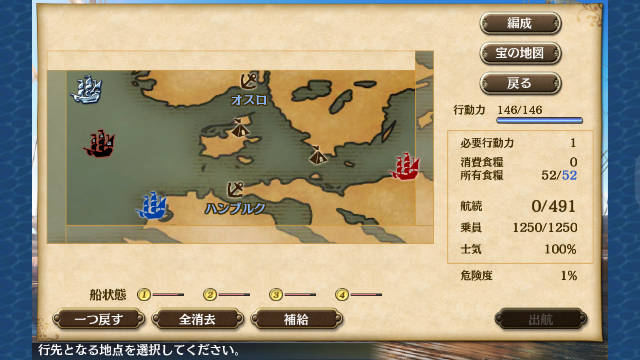 編成
宝の地図
戻る
行動力 146/146
オスロ
必要行動力 1
消費食糧 0
所有食糧 52/52
ハンブルク
航続 0/491
乗員 1250/1250
士気 100%
危険度 1%
船状態 1 2 3 4
一つ戻す 全消去 補給 出航
行先となる地点を選択してください。